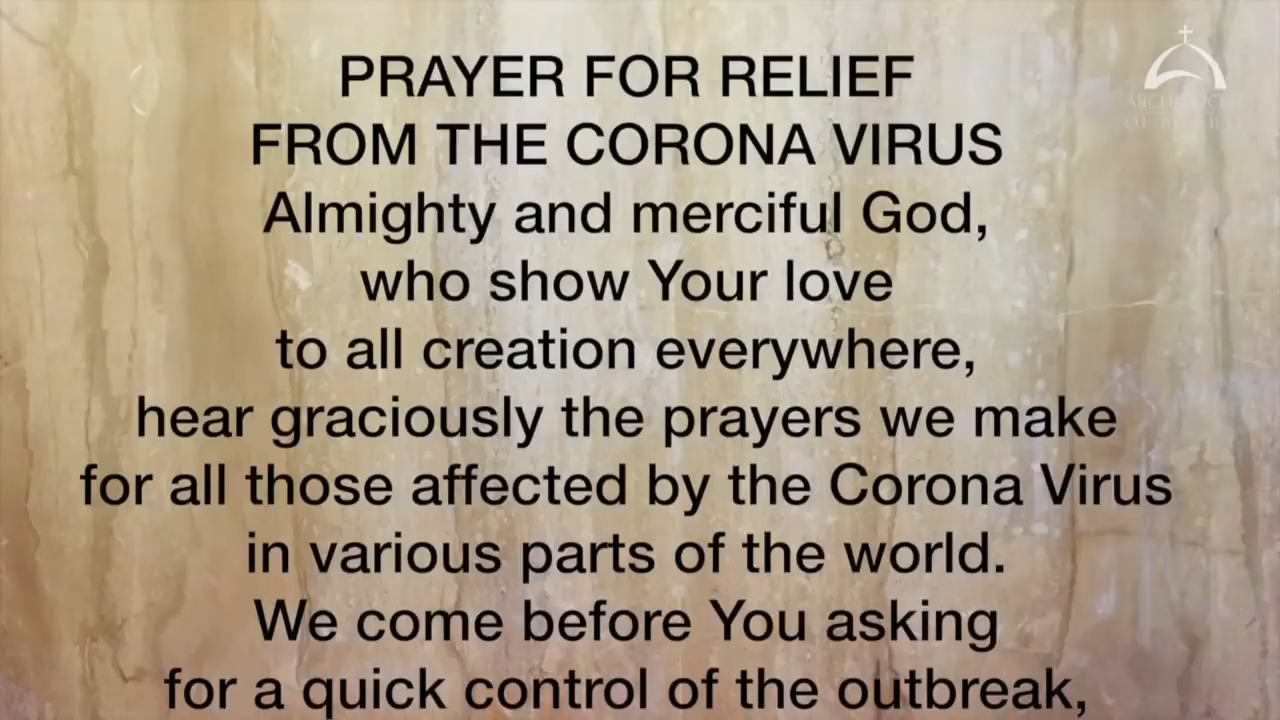 PRAYER FOR RELIEF
FROM THE CORONA VIRUS
Almighty and merciful God,
who show Your love
to all creation everywhere,
hear graciously the prayers we make
for all those affected by the Corona Virus
in various parts of the world.
We come before You asking
for a quick control of the outbreak,